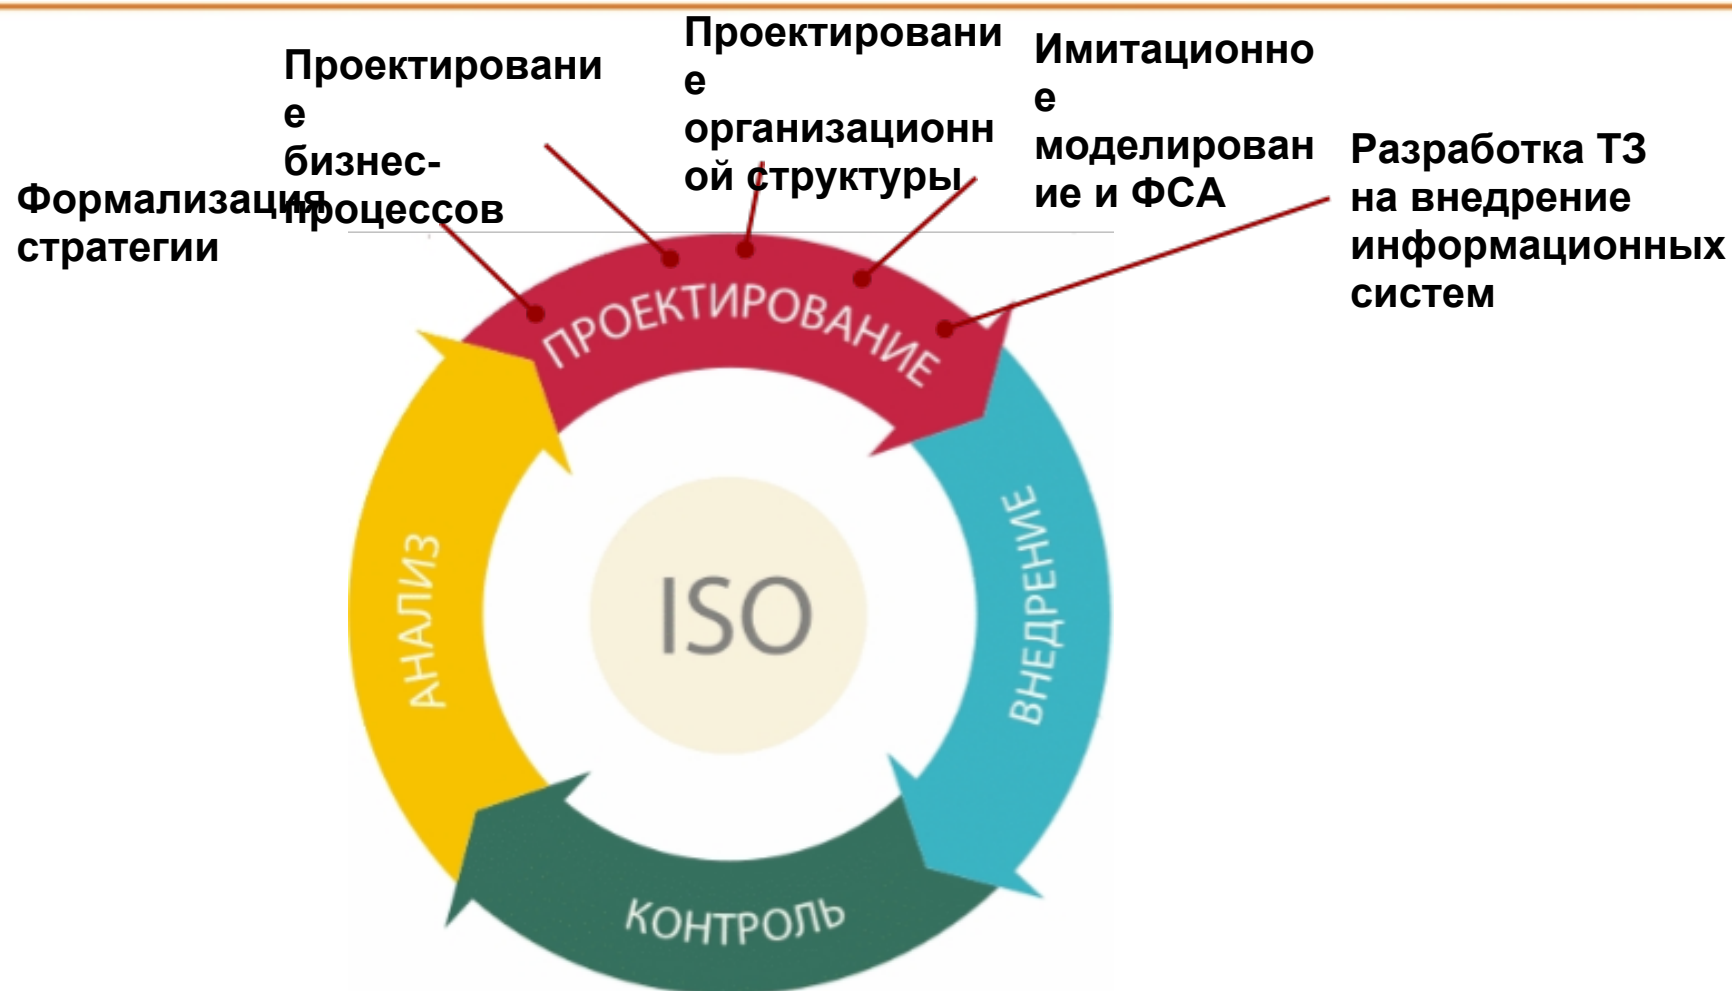 Формализация
стратегии
Проектировани
е
бизнес-
процессов
Проектировани
е
организационн
ой структуры
Имитационно
е
моделирован
ие и ФСА
Разработка ТЗ
на внедрение
информационных
систем
ПРОЕКТИРОВАНИЕ
ВНЕДРЕНИЕ
КОНТРОЛЬ
АНАЛИЗ
ISO